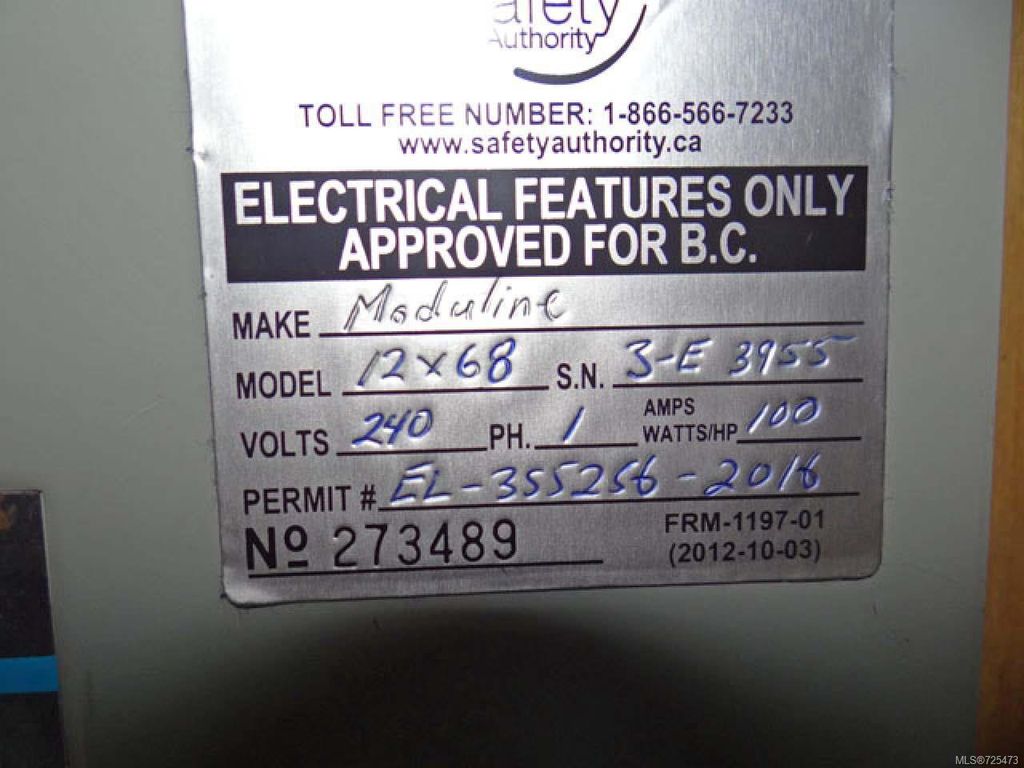 Safety
Authority
TOLL FREE NUMBER: 1-866-566-7233
www.safetyauthority.ca
ELECTRICAL FEATURES ONLY
APPROVED FOR B.C.
MAKE Moduline
MODEL 12x68 S.N. 3-E 3955
VOLTS 240 PH. 1 AMPS WATTS/HP 100
PERMIT # EL-355256-2016
Nº 273489 FRM-1197-01
(2012-10-03)
MLS®725473